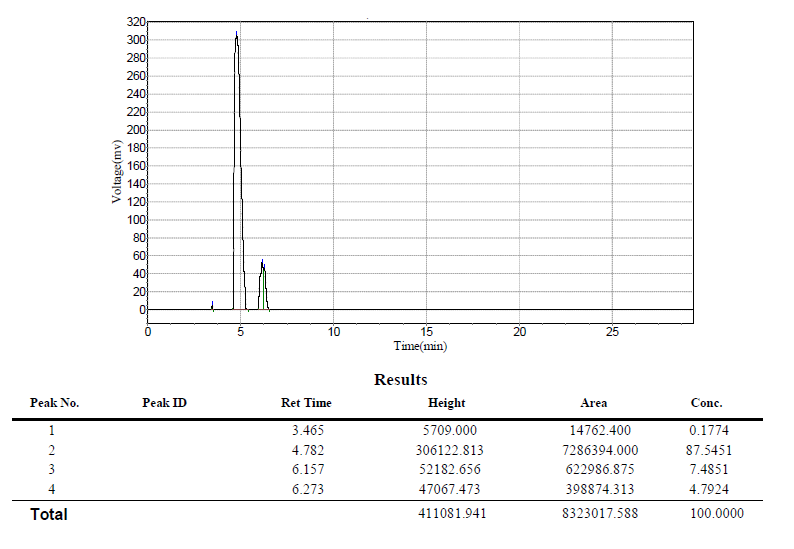 320
300
280
260
240
220
200
180
160
140
120
100
80
60
40
20
0
Voltage(mv)
0 5 10 15 20 25
Time(min)
Results
Peak No. Peak ID Ret Time Height Area Conc.
1 3.465 5709.000 14762.400 0.1774
2 4.782 306122.813 7286394.000 87.5451
3 6.157 52182.656 622986.875 7.4851
4 6.273 47067.473 398874.313 4.7924
Total 411081.941 8323017.588 100.0000